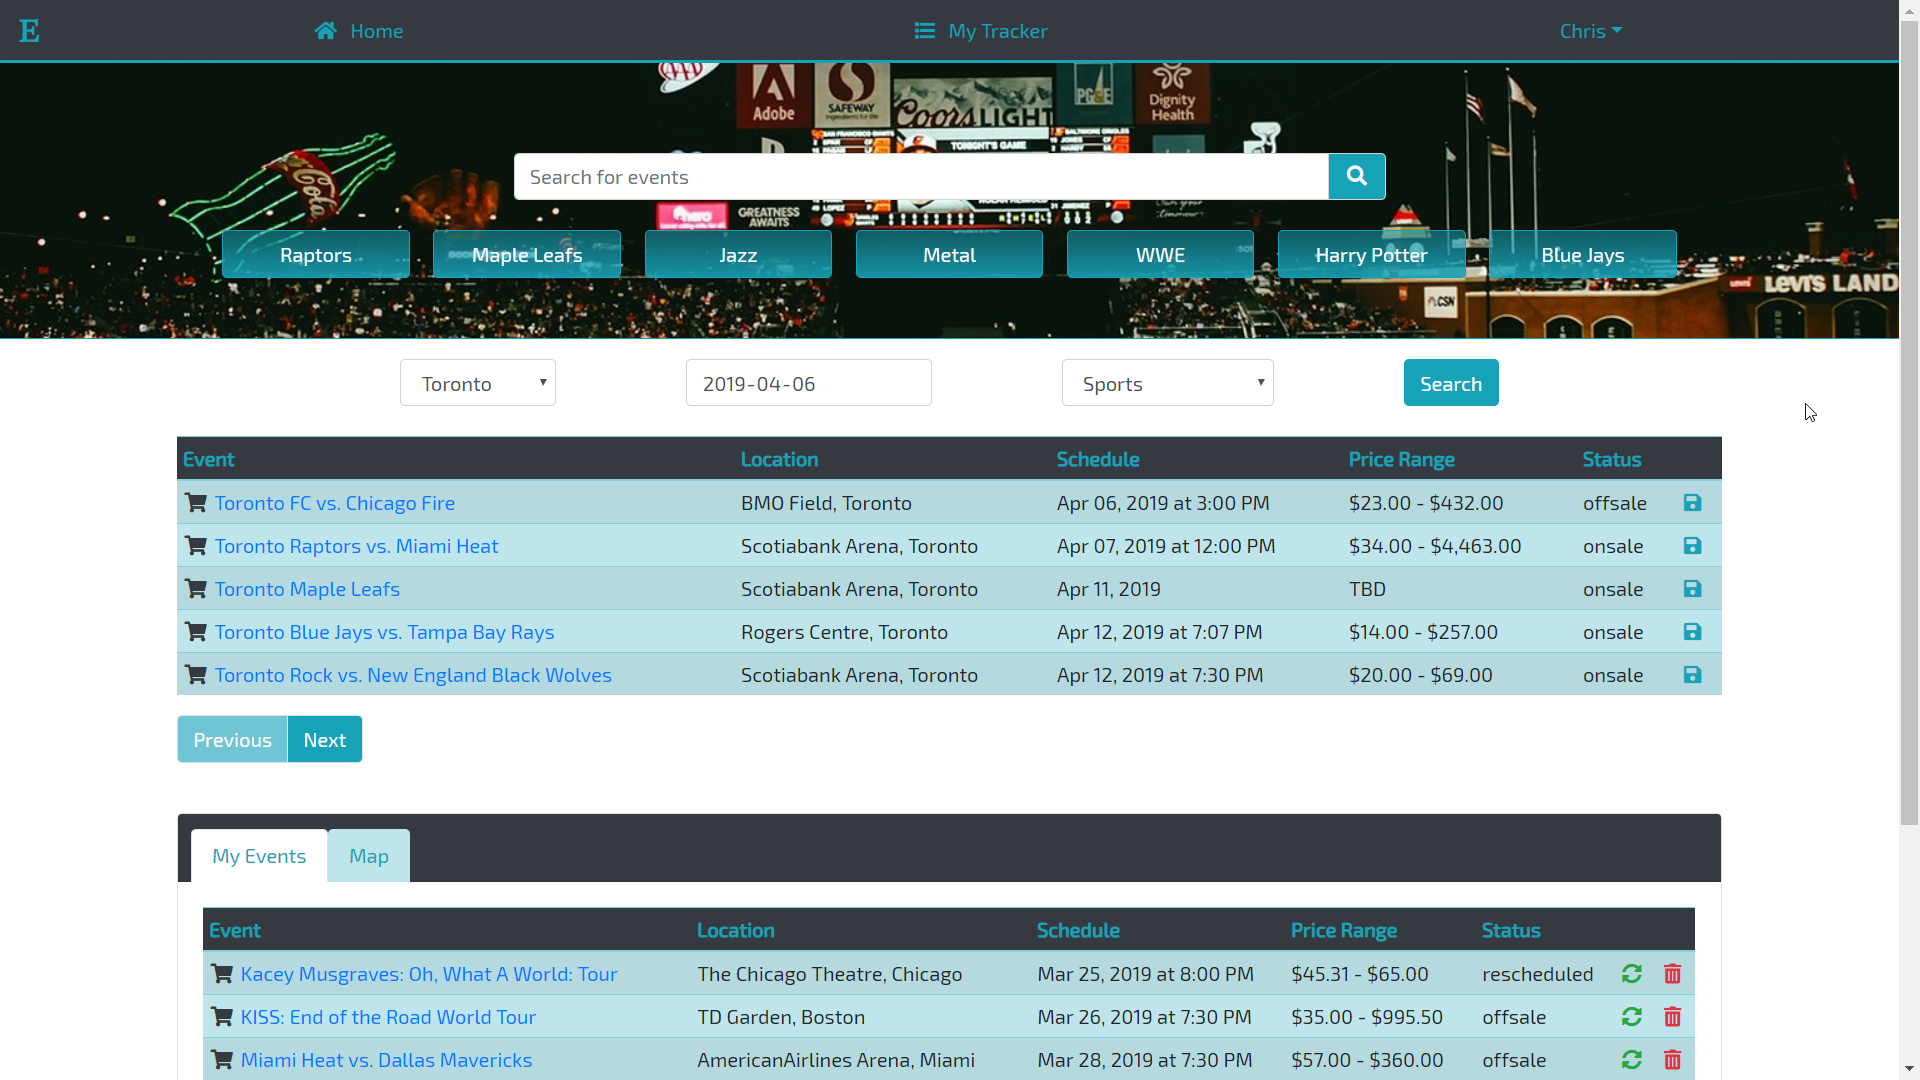 E Home My Tracker Chris
Adobe SAFEWAY Coors LIGHT PG&E Dignity Health
SAN FRANCISCO GIANTS BALTIMORE ORIOLES
TONIGHT'S GAME
Search for events
GREATNESS AWAITS
Raptors Maple Leafs Jazz Metal WWE Harry Potter Blue Jays
CSN LEVI'S LAND
Toronto 2019-04-06 Sports Search
Event Location Schedule Price Range Status
Toronto FC vs. Chicago Fire BMO Field, Toronto Apr 06, 2019 at 3:00 PM $23.00 - $432.00 offsale
Toronto Raptors vs. Miami Heat Scotiabank Arena, Toronto Apr 07, 2019 at 12:00 PM $34.00 - $4,463.00 onsale
Toronto Maple Leafs Scotiabank Arena, Toronto Apr 11, 2019 TBD onsale
Toronto Blue Jays vs. Tampa Bay Rays Rogers Centre, Toronto Apr 12, 2019 at 7:07 PM $14.00 - $257.00 onsale
Toronto Rock vs. New England Black Wolves Scotiabank Arena, Toronto Apr 12, 2019 at 7:30 PM $20.00 - $69.00 onsale
Previous Next
My Events Map
Event Location Schedule Price Range Status
Kacey Musgraves: Oh, What A World: Tour The Chicago Theatre, Chicago Mar 25, 2019 at 8:00 PM $45.31 - $65.00 rescheduled
KISS: End of the Road World Tour TD Garden, Boston Mar 26, 2019 at 7:30 PM $35.00 - $995.50 offsale
Miami Heat vs. Dallas Mavericks AmericanAirlines Arena, Miami Mar 28, 2019 at 7:30 PM $57.00 - $360.00 offsale